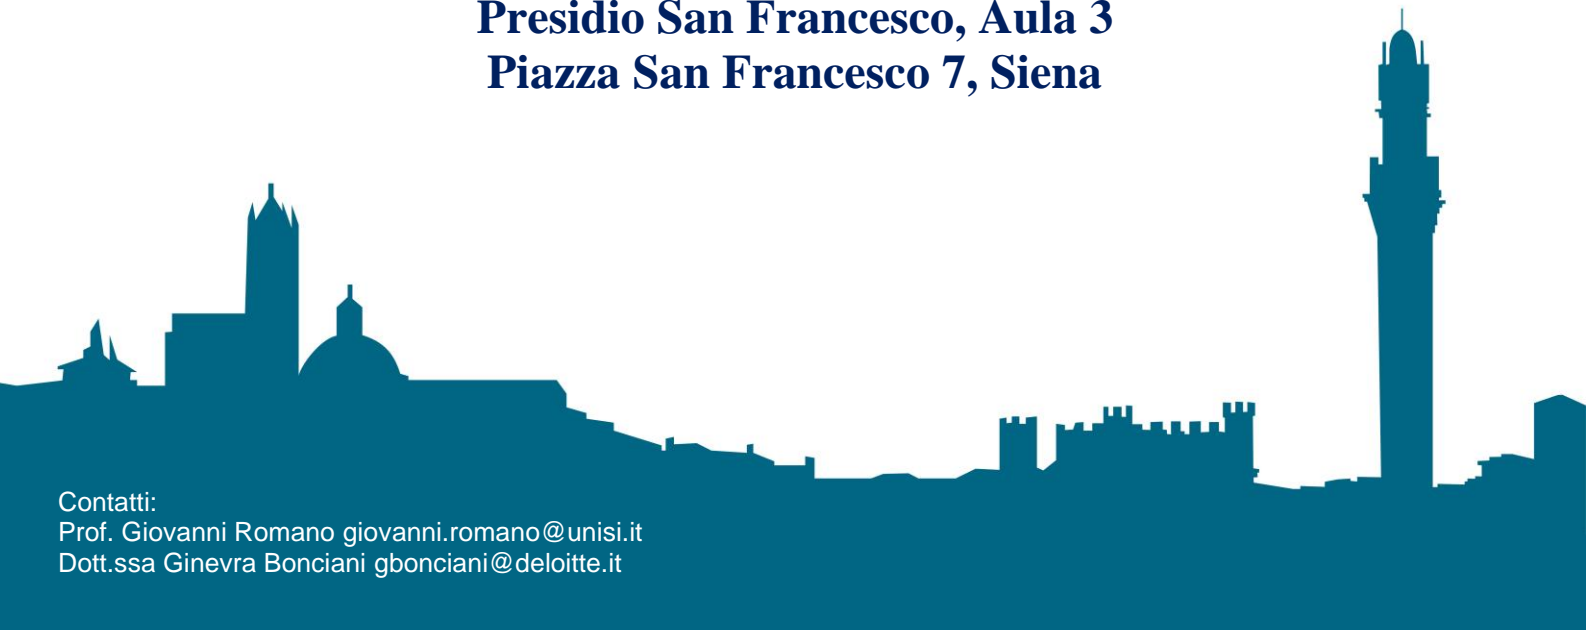 Presidio San Francesco, Aula 3
Piazza San Francesco 7, Siena
Contatti:
Prof. Giovanni Romano giovanni.romano@unisi.it
Dott.ssa Ginevra Bonciani gbonciani@deloitte.it